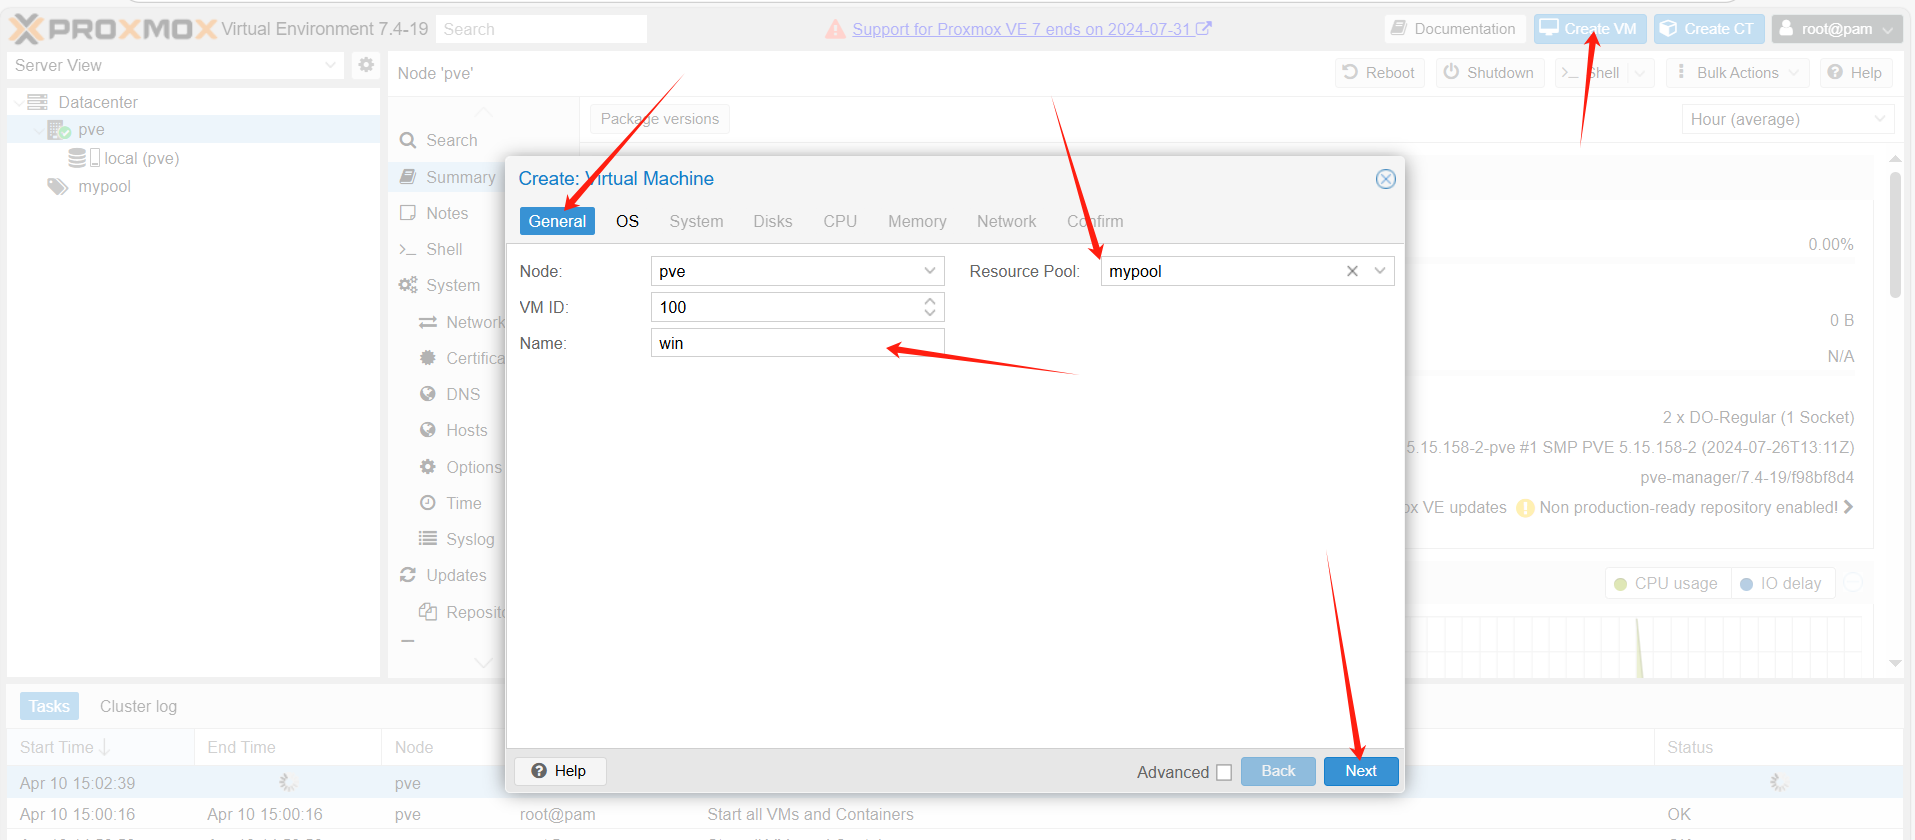 PROXMOX Virtual Environment 7.4-19 Search Support for Proxmox VE 7 ends on 2024-07-31 Documentation Create VM Create CT root@pam
Server View
Node 'pve' Reboot Shutdown Shell Bulk Actions Help
Datacenter
pve
local (pve)
mypool
Package versions Hour (average)
Search
Summary
Notes
Shell
System
Network
Certifica
DNS
Hosts
Options
Time
Syslog
Updates
Reposito
Create: Virtual Machine
General OS System Disks CPU Memory Network Confirm
Node: pve Resource Pool: mypool
VM ID: 100
Name: win
Help Advanced Back Next
0.00%
0 B
N/A
2 x DO-Regular (1 Socket)
5.15.158-2-pve #1 SMP PVE 5.15.158-2 (2024-07-26T13:11Z)
pve-manager/7.4-19/f98bf8d4
ox VE updates Non production-ready repository enabled!
CPU usage IO delay
Tasks Cluster log
Start Time End Time Node Status
Apr 10 15:02:39 pve
Apr 10 15:00:16 Apr 10 15:00:16 pve root@pam Start all VMs and Containers OK